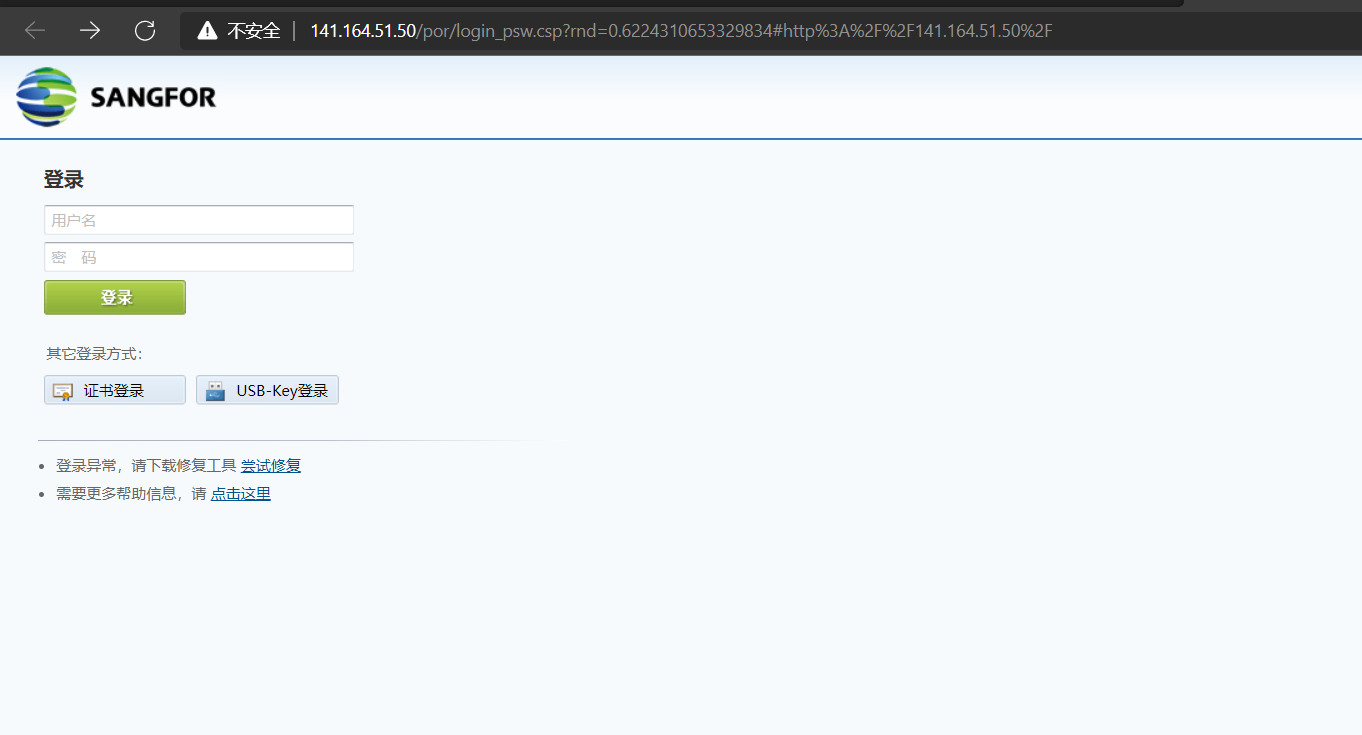 不安全 | 141.164.51.50/por/login_psw.csp?rnd=0.6224310653329834#http%3A%2F%2F141.164.51.50%2F
SANGFOR
登录
用户名
密 码
登录
其它登录方式：
证书登录 USB-Key登录
登录异常，请下载修复工具 尝试修复
需要更多帮助信息，请 点击这里